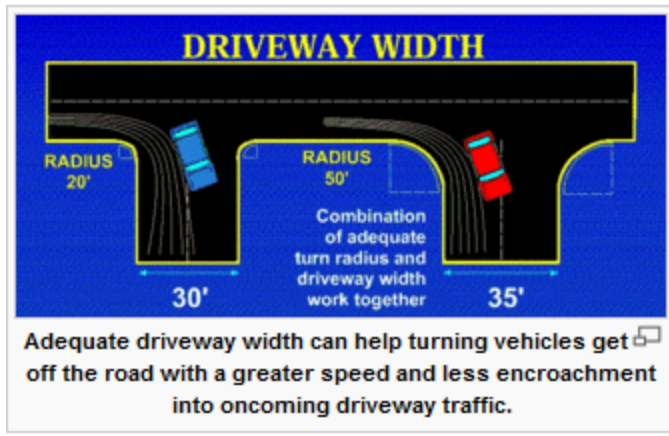 DRIVEWAY WIDTH
RADIUS
20'
RADIUS
50'
Combination
of adequate
turn radius and
driveway width
work together
30'
35'
Adequate driveway width can help turning vehicles get
off the road with a greater speed and less encroachment
into oncoming driveway traffic.